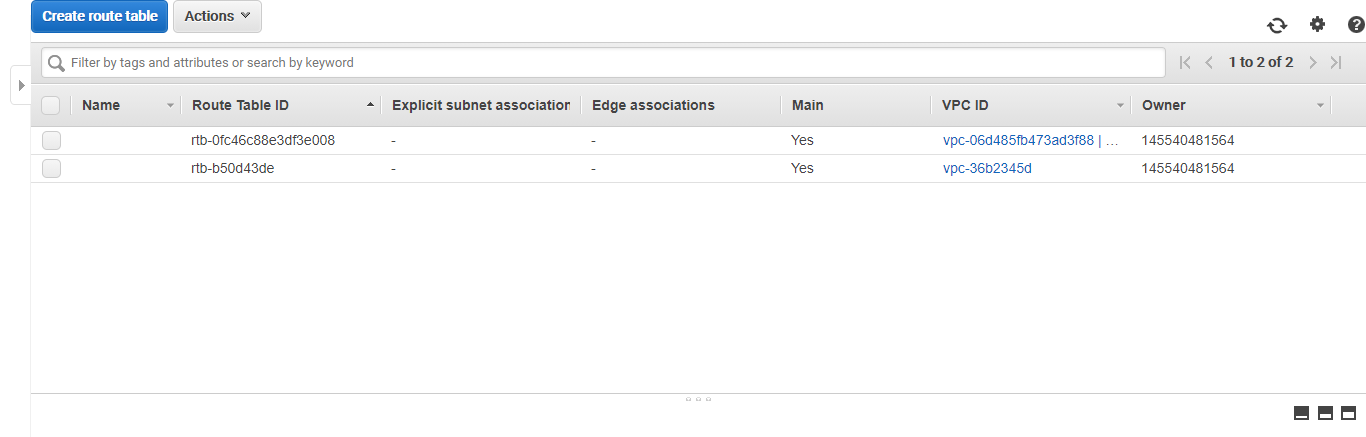 Create route table Actions
Filter by tags and attributes or search by keyword 1 to 2 of 2
Name Route Table ID Explicit subnet association Edge associations Main VPC ID Owner
rtb-0fc46c88e3df3e008 - - Yes vpc-06d485fb473ad3f88 | ... 145540481564
rtb-b50d43de - - Yes vpc-36b2345d 145540481564